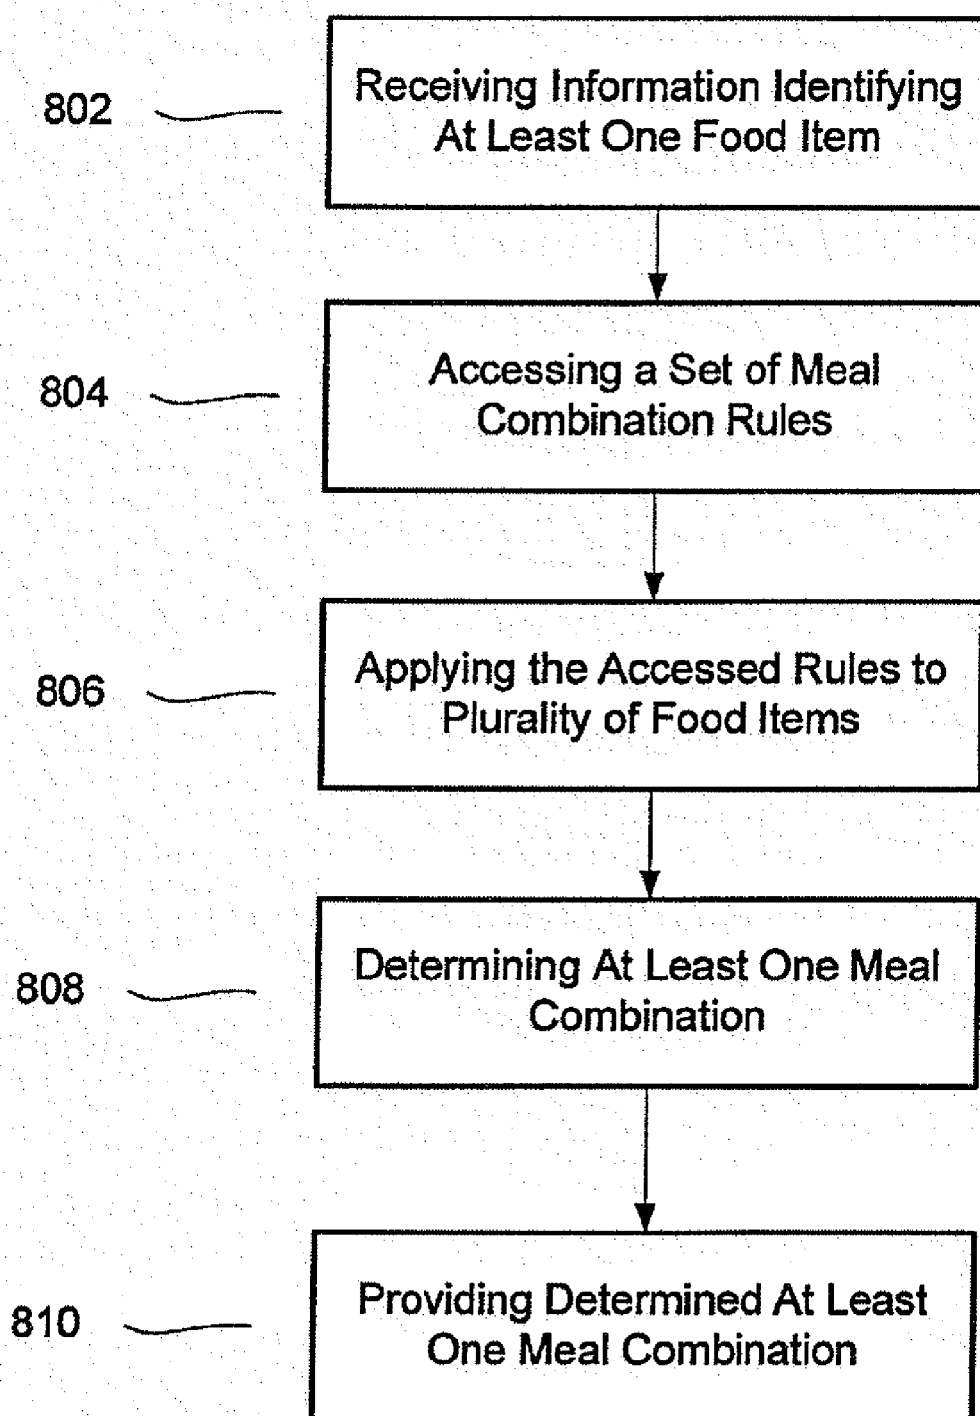 802
Receiving Information Identifying
At Least One Food Item
804
Accessing a Set of Meal
Combination Rules
806
Applying the Accessed Rules to
Plurality of Food Items
808
Determining At Least One Meal
Combination
810
Providing Determined At Least
One Meal Combination